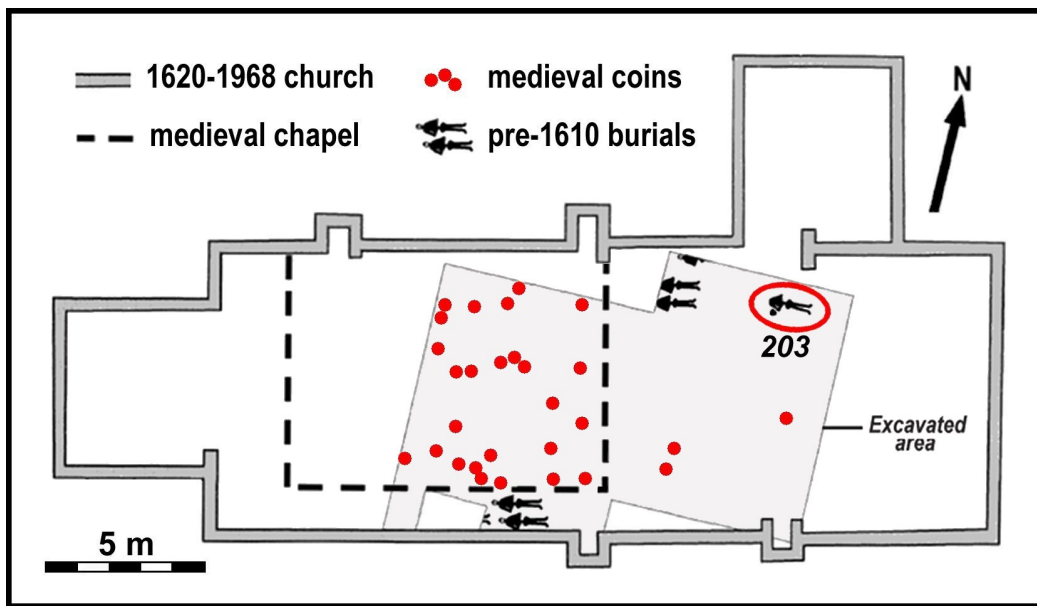 1620-1968 church
medieval coins
medieval chapel
pre-1610 burials
N
203
Excavated
area
5 m